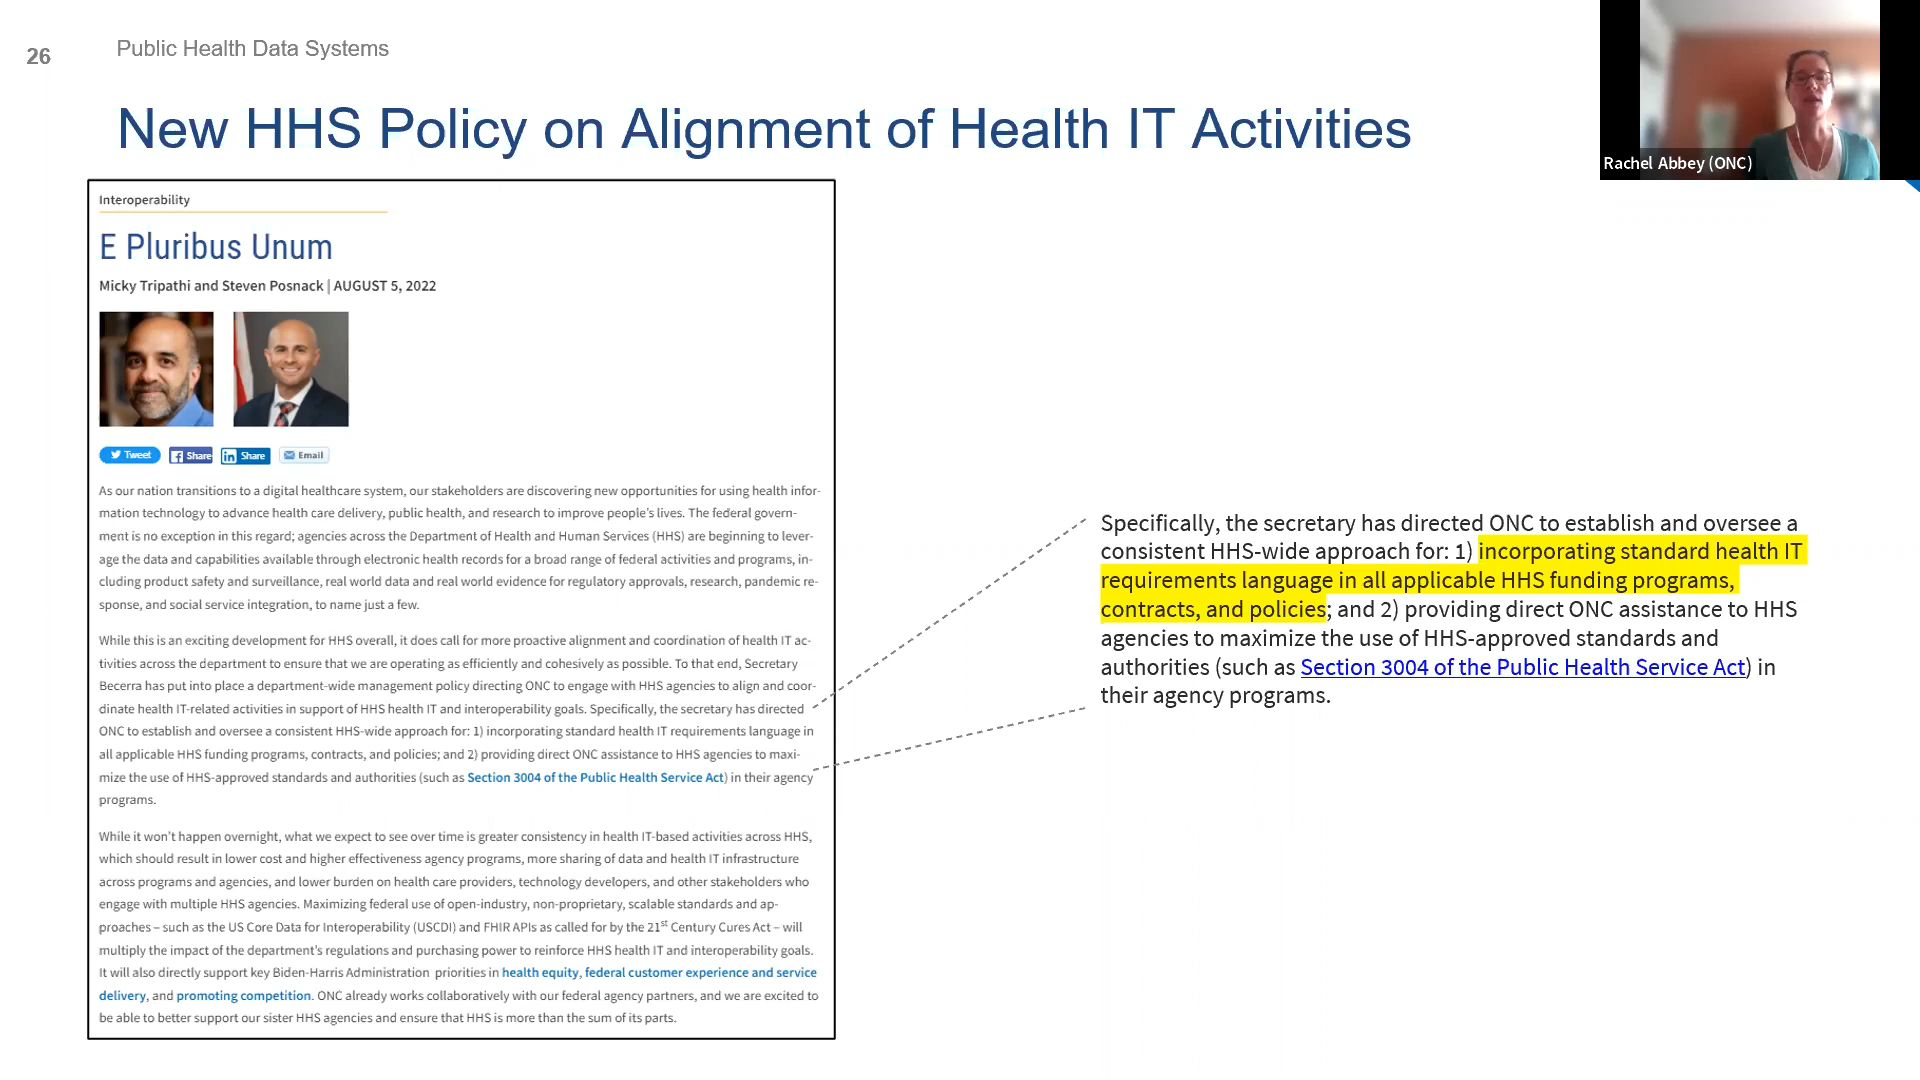 26
Public Health Data Systems
New HHS Policy on Alignment of Health IT Activities
Rachel Abbey (ONC)
Interoperability
E Pluribus Unum
Micky Tripathi and Steven Posnack | AUGUST 5, 2022
Tweet Share Share Email
As our nation transitions to a digital healthcare system, our stakeholders are discovering new opportunities for using health infor-
mation technology to advance health care delivery, public health, and research to improve people's lives. The federal govern-
ment is no exception in this regard; agencies across the Department of Health and Human Services (HHS) are beginning to lever-
age the data and capabilities available through electronic health records for a broad range of federal activities and programs, in-
cluding product safety and surveillance, real world data and real world evidence for regulatory approvals, research, pandemic re-
sponse, and social service integration, to name just a few.
While this is an exciting development for HHS overall, it does call for more proactive alignment and coordination of health IT ac-
tivities across the department to ensure that we are operating as efficiently and cohesively as possible. To that end, Secretary
Becerra has put into place a department-wide management policy directing ONC to engage with HHS agencies to align and coor-
dinate health IT-related activities in support of HHS health IT and interoperability goals. Specifically, the secretary has directed
ONC to establish and oversee a consistent HHS-wide approach for: 1) incorporating standard health IT requirements language in
all applicable HHS funding programs, contracts, and policies; and 2) providing direct ONC assistance to HHS agencies to maxi-
mize the use of HHS-approved standards and authorities (such as Section 3004 of the Public Health Service Act) in their agency
programs.
While it won't happen overnight, what we expect to see over time is greater consistency in health IT-based activities across HHS,
which should result in lower cost and higher effectiveness agency programs, more sharing of data and health IT infrastructure
across programs and agencies, and lower burden on health care providers, technology developers, and other stakeholders who
engage with multiple HHS agencies. Maximizing federal use of open-industry, non-proprietary, scalable standards and ap-
proaches – such as the US Core Data for Interoperability (USCDI) and FHIR APIs as called for by the 21st Century Cures Act – will
multiply the impact of the department's regulations and purchasing power to reinforce HHS health IT and interoperability goals.
It will also directly support key Biden-Harris Administration priorities in health equity, federal customer experience and service
delivery, and promoting competition. ONC already works collaboratively with our federal agency partners, and we are excited to
be able to better support our sister HHS agencies and ensure that HHS is more than the sum of its parts.
Specifically, the secretary has directed ONC to establish and oversee a
consistent HHS-wide approach for: 1) incorporating standard health IT
requirements language in all applicable HHS funding programs,
contracts, and policies; and 2) providing direct ONC assistance to HHS
agencies to maximize the use of HHS-approved standards and
authorities (such as Section 3004 of the Public Health Service Act) in
their agency programs.